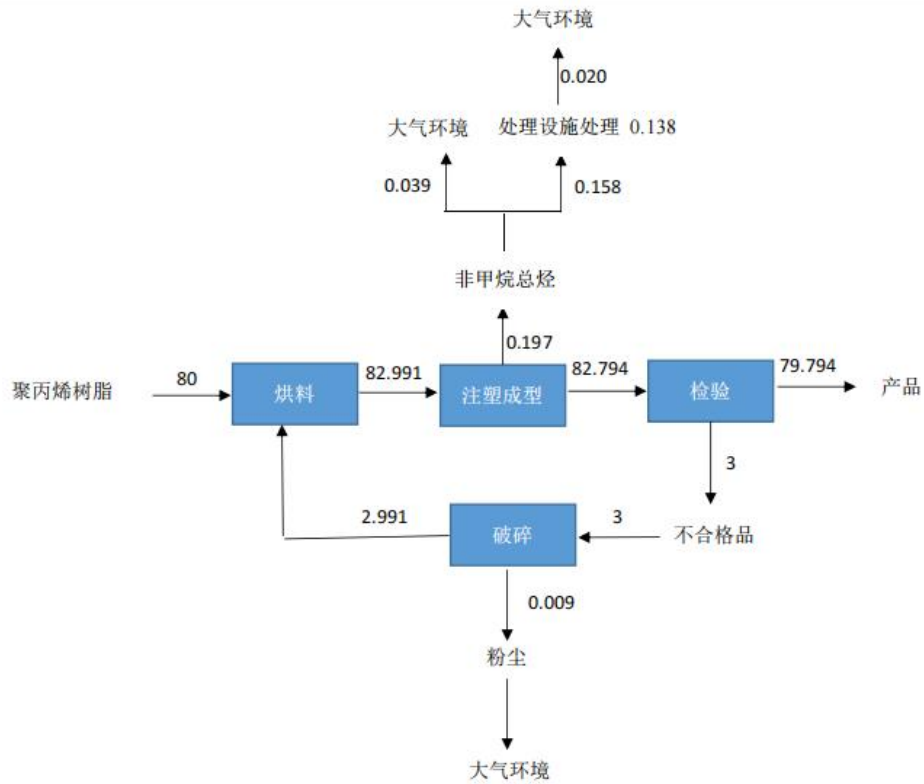 大气环境
0.020
大气环境
处理设施处理 0.138
0.039
0.158
非甲烷总烃
0.197
聚丙烯树脂
80
烘料
82.991
注塑成型
82.794
检验
79.794
产品
3
2.991
破碎
3
不合格品
0.009
粉尘
大气环境